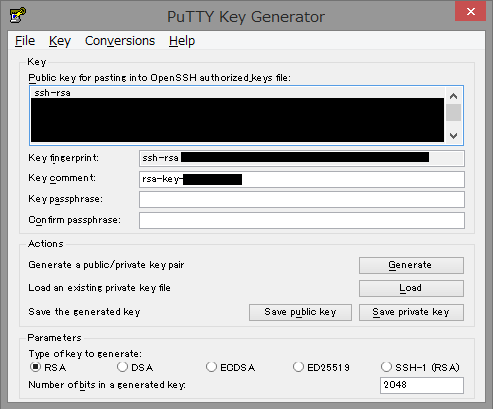 PuTTY Key Generator
File Key Conversions Help
Key
Public key for pasting into OpenSSH authorized_keys file:
ssh-rsa
Key fingerprint: ssh-rsa
Key comment: rsa-key-
Key passphrase:
Confirm passphrase:
Actions
Generate a public/private key pair Generate
Load an existing private key file Load
Save the generated key Save public key Save private key
Parameters
Type of key to generate:
RSA DSA ECDSA ED25519 SSH-1 (RSA)
Number of bits in a generated key: 2048